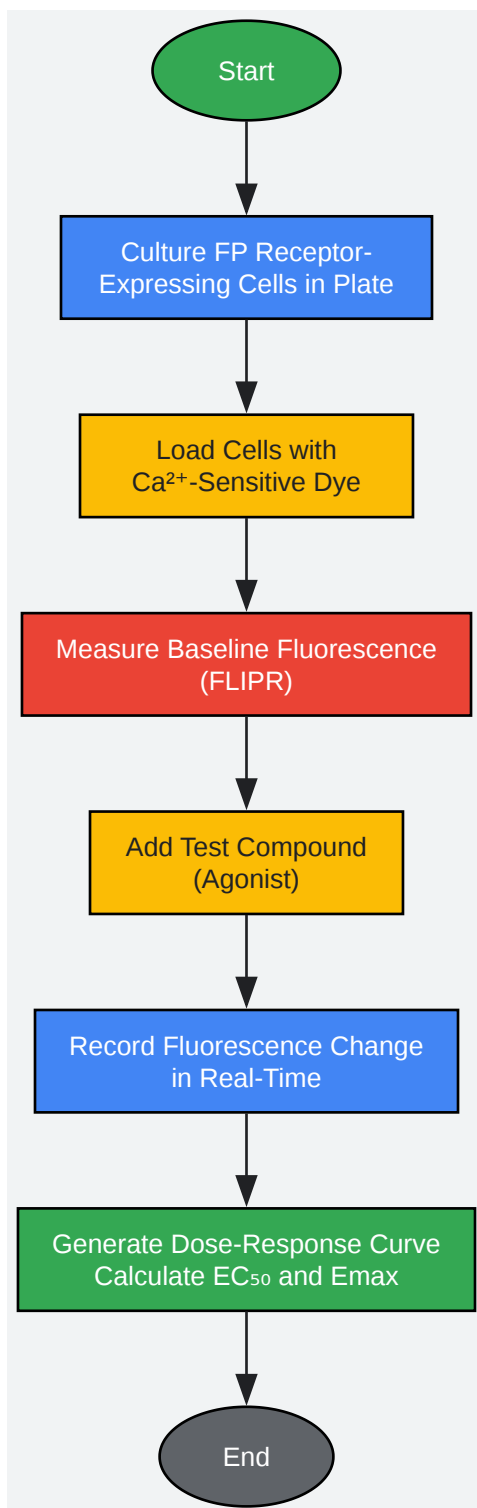 Start
Culture FP Receptor-
Expressing Cells in Plate
Load Cells with
Ca²⁺-Sensitive Dye
Measure Baseline Fluorescence
(FLIPR)
Add Test Compound
(Agonist)
Record Fluorescence Change
in Real-Time
Generate Dose-Response Curve
Calculate EC₅₀ and Emax
End